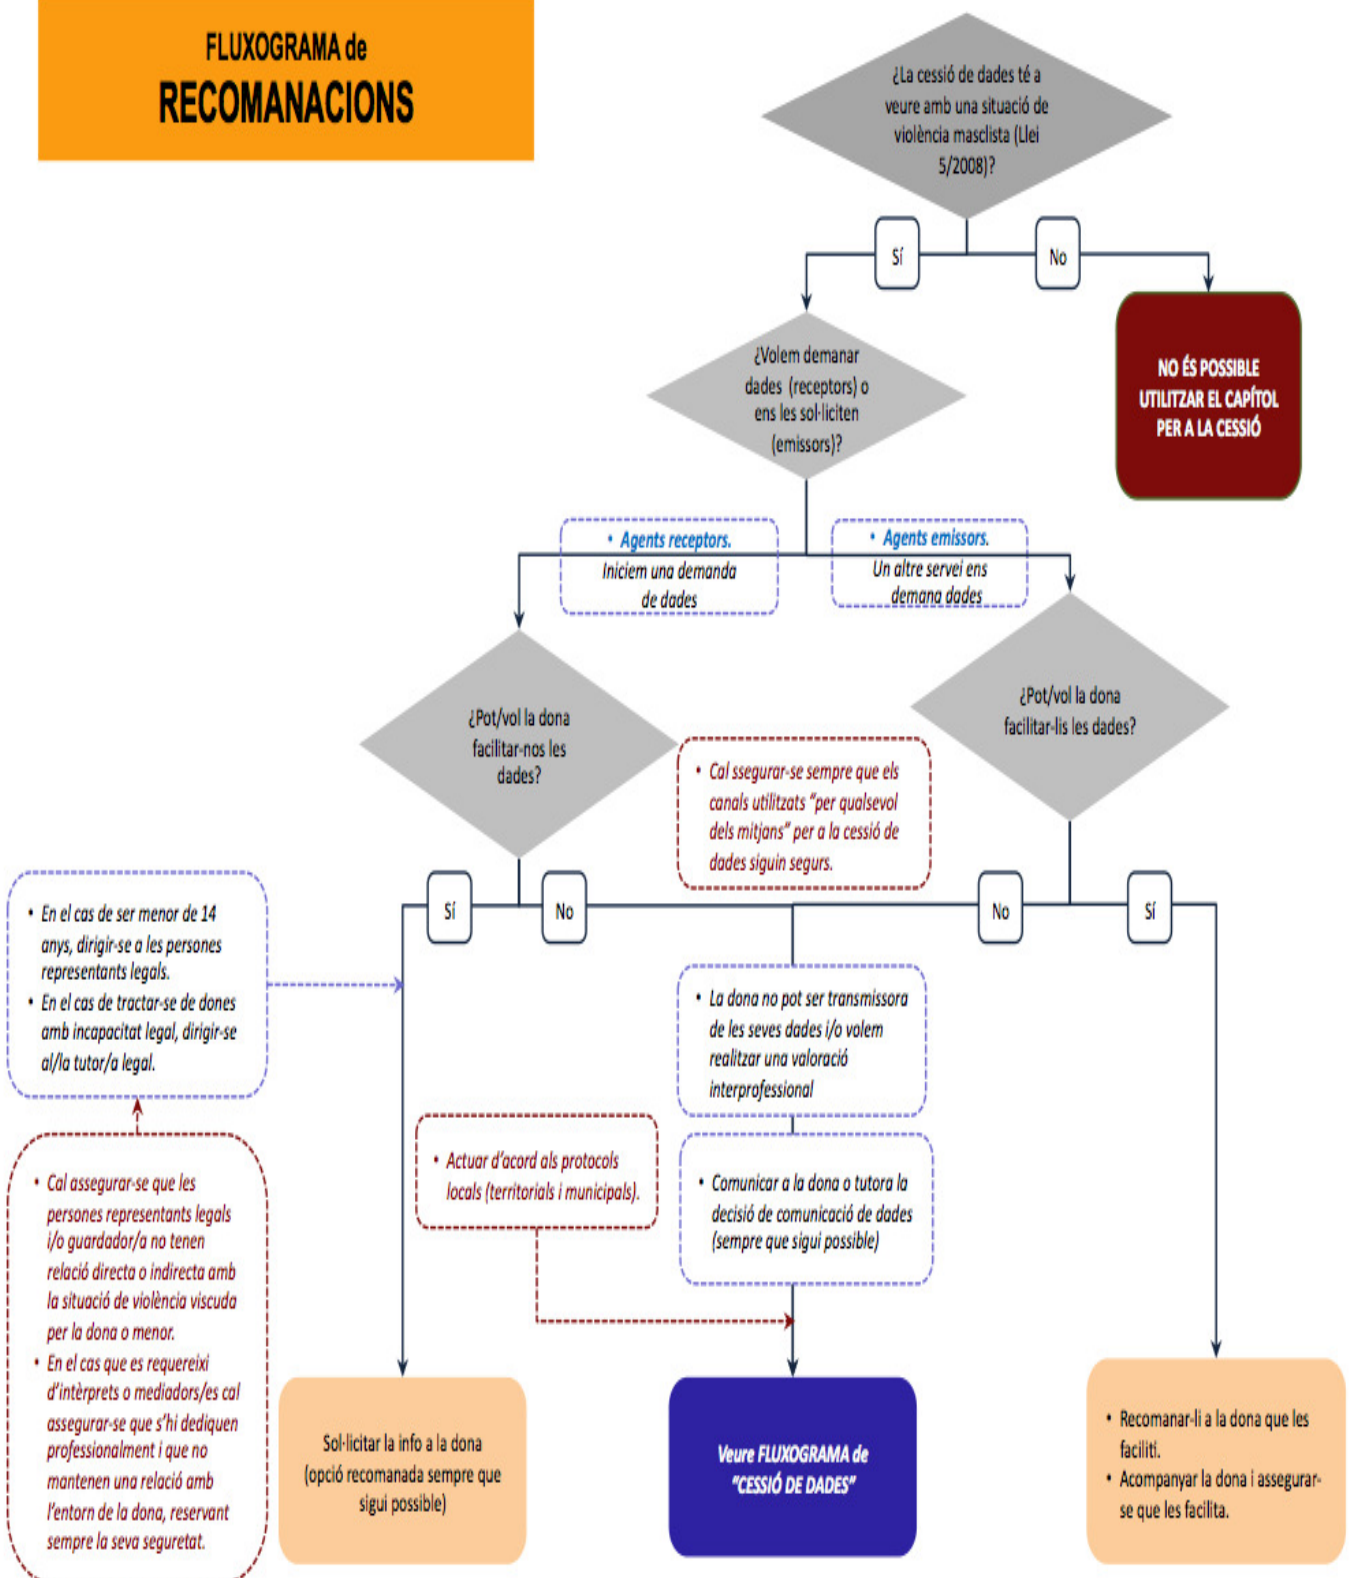 FLUXOGRAMA de
RECOMANACIONS
¿La cessió de dades té a
veure amb una situació de
violència masclista (Llei
5/2008)?
Sí
No
NO ÉS POSSIBLE
UTILITZAR EL CAPÍTOL
PER A LA CESSIÓ
¿Volem demanar
dades (receptors) o
ens les sol·liciten
(emissors)?
• Agents receptors.
Iniciem una demanda
de dades
• Agents emissors.
Un altre servei ens
demana dades
¿Pot/vol la dona
facilitar-nos les
dades?
¿Pot/vol la dona
facilitar-lis les dades?
• Cal ssegurar-se sempre que els
canals utilitzats "per qualsevol
dels mitjans" per a la cessió de
dades siguin segurs.
Sí
No
No
Sí
• En el cas de ser menor de 14
anys, dirigir-se a les persones
representants legals.
• En el cas de tractar-se de dones
amb incapacitat legal, dirigir-se
al/la tutor/a legal.
• La dona no pot ser transmissora
de les seves dades i/o volem
realitzar una valoració
interprofessional
• Actuar d'acord als protocols
locals (territorials i municipals).
• Comunicar a la dona o tutora la
decisió de comunicació de dades
(sempre que sigui possible)
• Cal assegurar-se que les
persones representants legals
i/o guardador/a no tenen
relació directa o indirecta amb
la situació de violència viscuda
per la dona o menor.
• En el cas que es requereixi
d'intèrprets o mediadors/es cal
assegurar-se que s'hi dediquen
professionalment i que no
mantenen una relació amb
l'entorn de la dona, reservant
sempre la seva seguretat.
Sol·licitar la info a la dona
(opció recomanada sempre que
sigui possible)
Veure FLUXOGRAMA de
"CESSIÓ DE DADES"
• Recomanar-li a la dona que les
faciliti.
• Acompanyar la dona i assegurar-
se que les facilita.